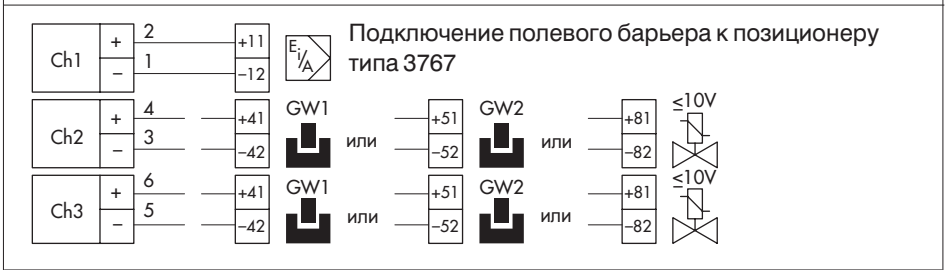 Подключение полевого барьера к позиционеру
типа 3767
Ch1 + 2 +11 Ei/A
− 1 −12
Ch2 + 4 +41 GW1 или +51 GW2 или +81 ≤10V
− 3 −42 −52 −82
Ch3 + 6 +41 GW1 или +51 GW2 или +81 ≤10V
− 5 −42 −52 −82